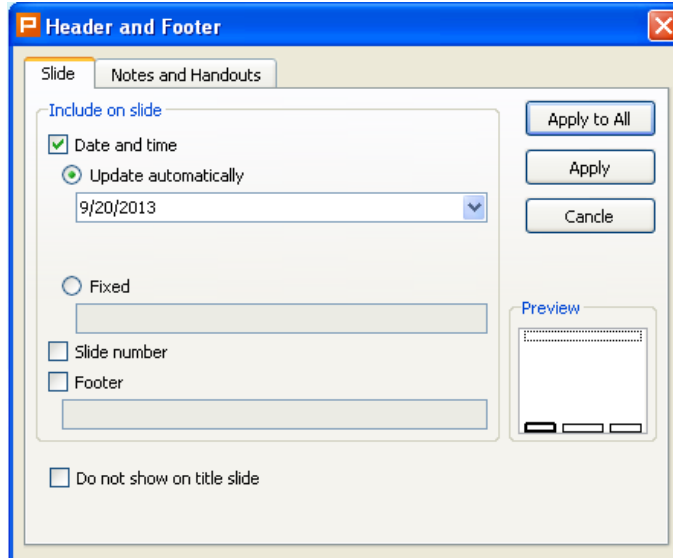 Header and Footer
Slide
Notes and Handouts
Include on slide
Date and time
Update automatically
9/20/2013
Fixed
Slide number
Footer
Do not show on title slide
Apply to All
Apply
Cancle
Preview